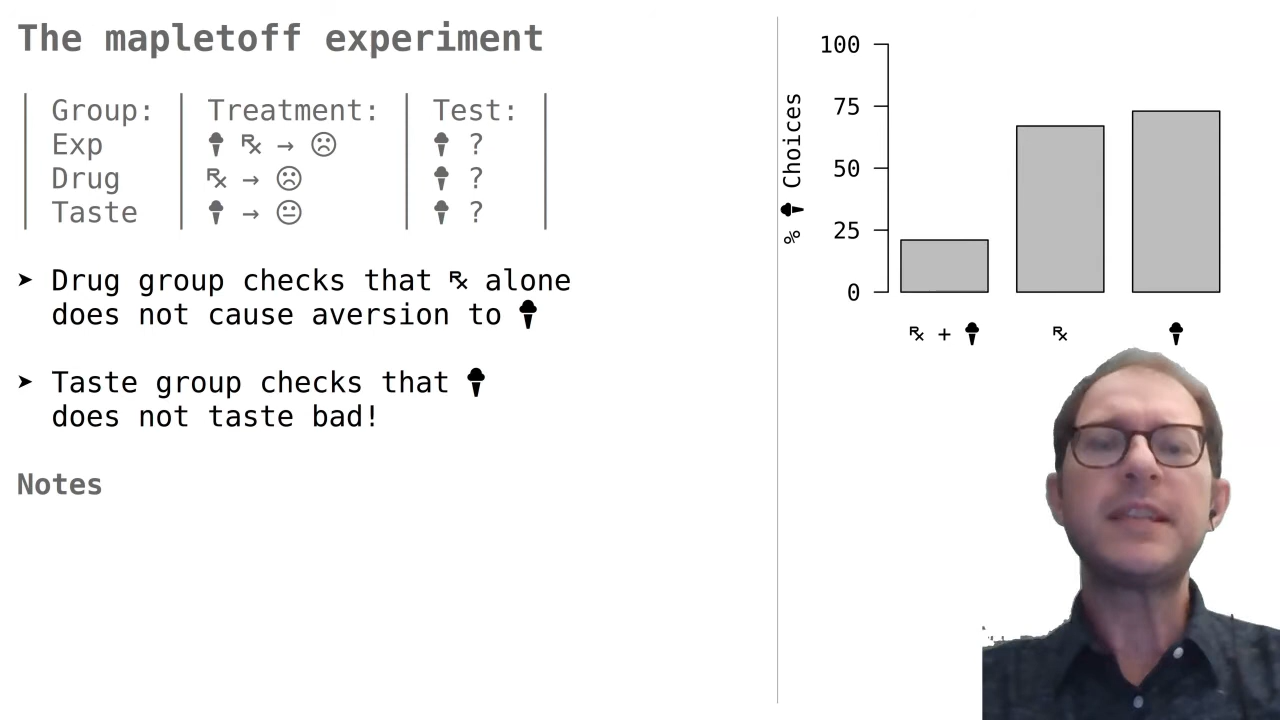 The mapletoff experiment
Group: Treatment: Test:
Exp 🍦 ℞ → ☹ 🍦 ?
Drug ℞ → ☹ 🍦 ?
Taste 🍦 → 😐 🍦 ?
➤ Drug group checks that ℞ alone
does not cause aversion to 🍦
➤ Taste group checks that 🍦
does not taste bad!
Notes
% 🍦 Choices
100
75
50
25
0
℞ + 🍦 ℞ 🍦